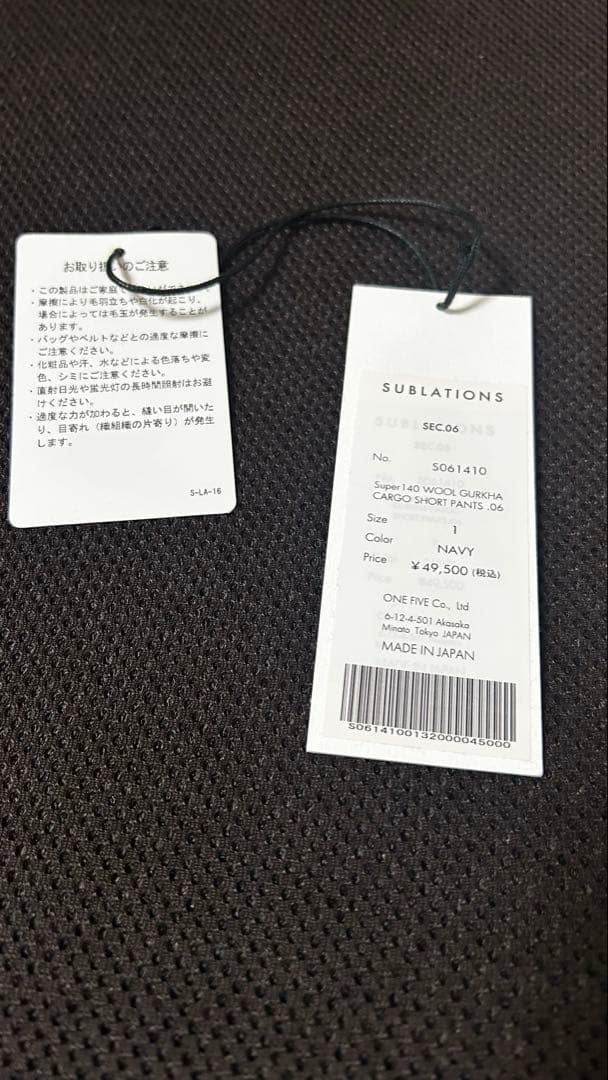 お取り扱いのご注意
・この製品はご家庭で
・摩擦により毛羽立ちや白化が起こり、
場合によっては毛玉が発生することが
あります。
・バッグやベルトなどとの過度な摩擦に
ご注意ください。
・化粧品や汗、水などによる色落ちや変
色、シミにご注意ください。
・直射日光や蛍光灯の長時間照射はお避
けください。
・過度な力が加わると、縫い目が開いた
り、目寄れ（織組織の片寄り）が発生
します。
S-LA-16
SUBLATIONS
SEC.06
No. S061410
Super140 WOOL GURKHA
CARGO SHORT PANTS .06
Size 1
Color NAVY
Price ¥49,500 (税込)
ONE FIVE Co., Ltd
6-12-4-501 Akasaka
Minato Tokyo JAPAN
MADE IN JAPAN
S0614100132000045000